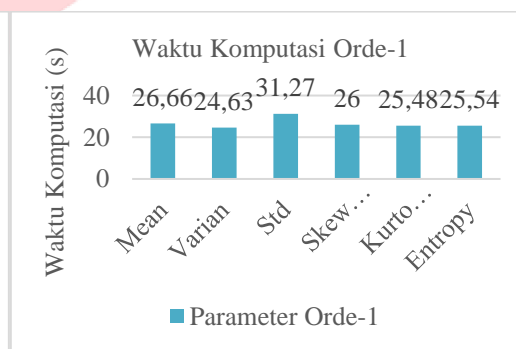 Waktu Komputasi Orde-1
Waktu Komputasi (s)
26,66 24,63 31,27 26 25,48 25,54
40
20
0
Mean Varian Std Skew… Kurto… Entropy
Parameter Orde-1